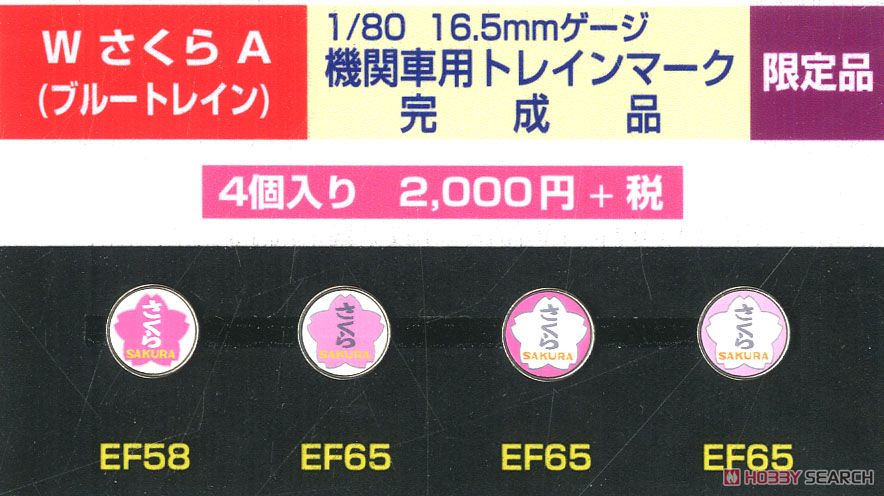 W さくら A
(ブルートレイン)
1/80 16.5mmゲージ
機関車用トレインマーク
完成品
限定品
4個入り 2,000円+税
さくら
SAKURA
さくら
SAKURA
さくら
SAKURA
さくら
SAKURA
EF58
EF65
EF65
EF65
HOBBY SEARCH